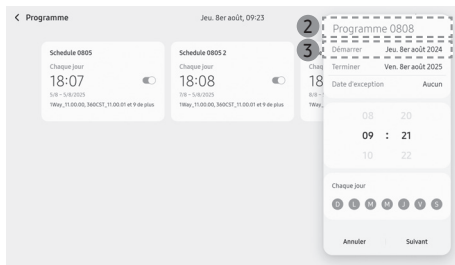 Programme
Jeu. 8er août, 09:23
Schedule 0805
Chaque jour
18:07
5/8 – 5/8/2025
1Way_11.00.00, 360CST_11.00.01 et 9 de plus
Schedule 0805 2
Chaque jour
18:08
7/8 – 5/8/2025
1Way_11.00.00, 360CST_11.00.01 et 9 de plus
18
1Way
2
Programme 0808
3
Démarrer Jeu. 8er août 2024
Terminer Ven. 8er août 2025
Date d'exception Aucun
08 20
09 : 21
10 22
Chaque jour
D L M M J V S
Annuler Suivant